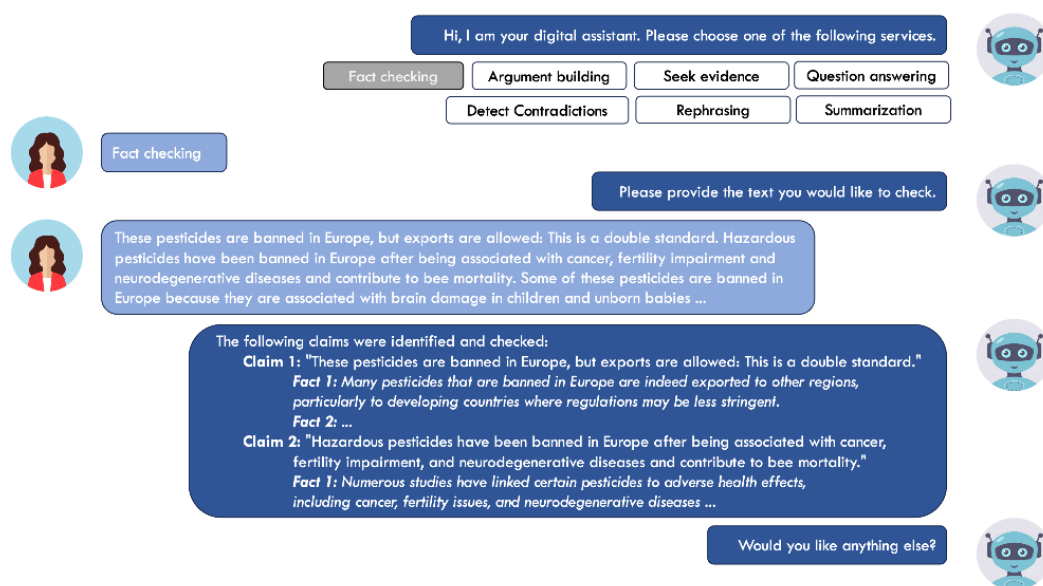 Hi, I am your digital assistant. Please choose one of the following services.
Fact checking
Argument building
Seek evidence
Question answering
Detect Contradictions
Rephrasing
Summarization
Fact checking
Please provide the text you would like to check.
These pesticides are banned in Europe, but exports are allowed: This is a double standard. Hazardous
pesticides have been banned in Europe after being associated with cancer, fertility impairment and
neurodegenerative diseases and contribute to bee mortality. Some of these pesticides are banned in
Europe because they are associated with brain damage in children and unborn babies ...
The following claims were identified and checked:
Claim 1: "These pesticides are banned in Europe, but exports are allowed: This is a double standard."
Fact 1: Many pesticides that are banned in Europe are indeed exported to other regions,
particularly to developing countries where regulations may be less stringent.
Fact 2: ...
Claim 2: "Hazardous pesticides have been banned in Europe after being associated with cancer,
fertility impairment, and neurodegenerative diseases and contribute to bee mortality."
Fact 1: Numerous studies have linked certain pesticides to adverse health effects,
including cancer, fertility issues, and neurodegenerative diseases ...
Would you like anything else?